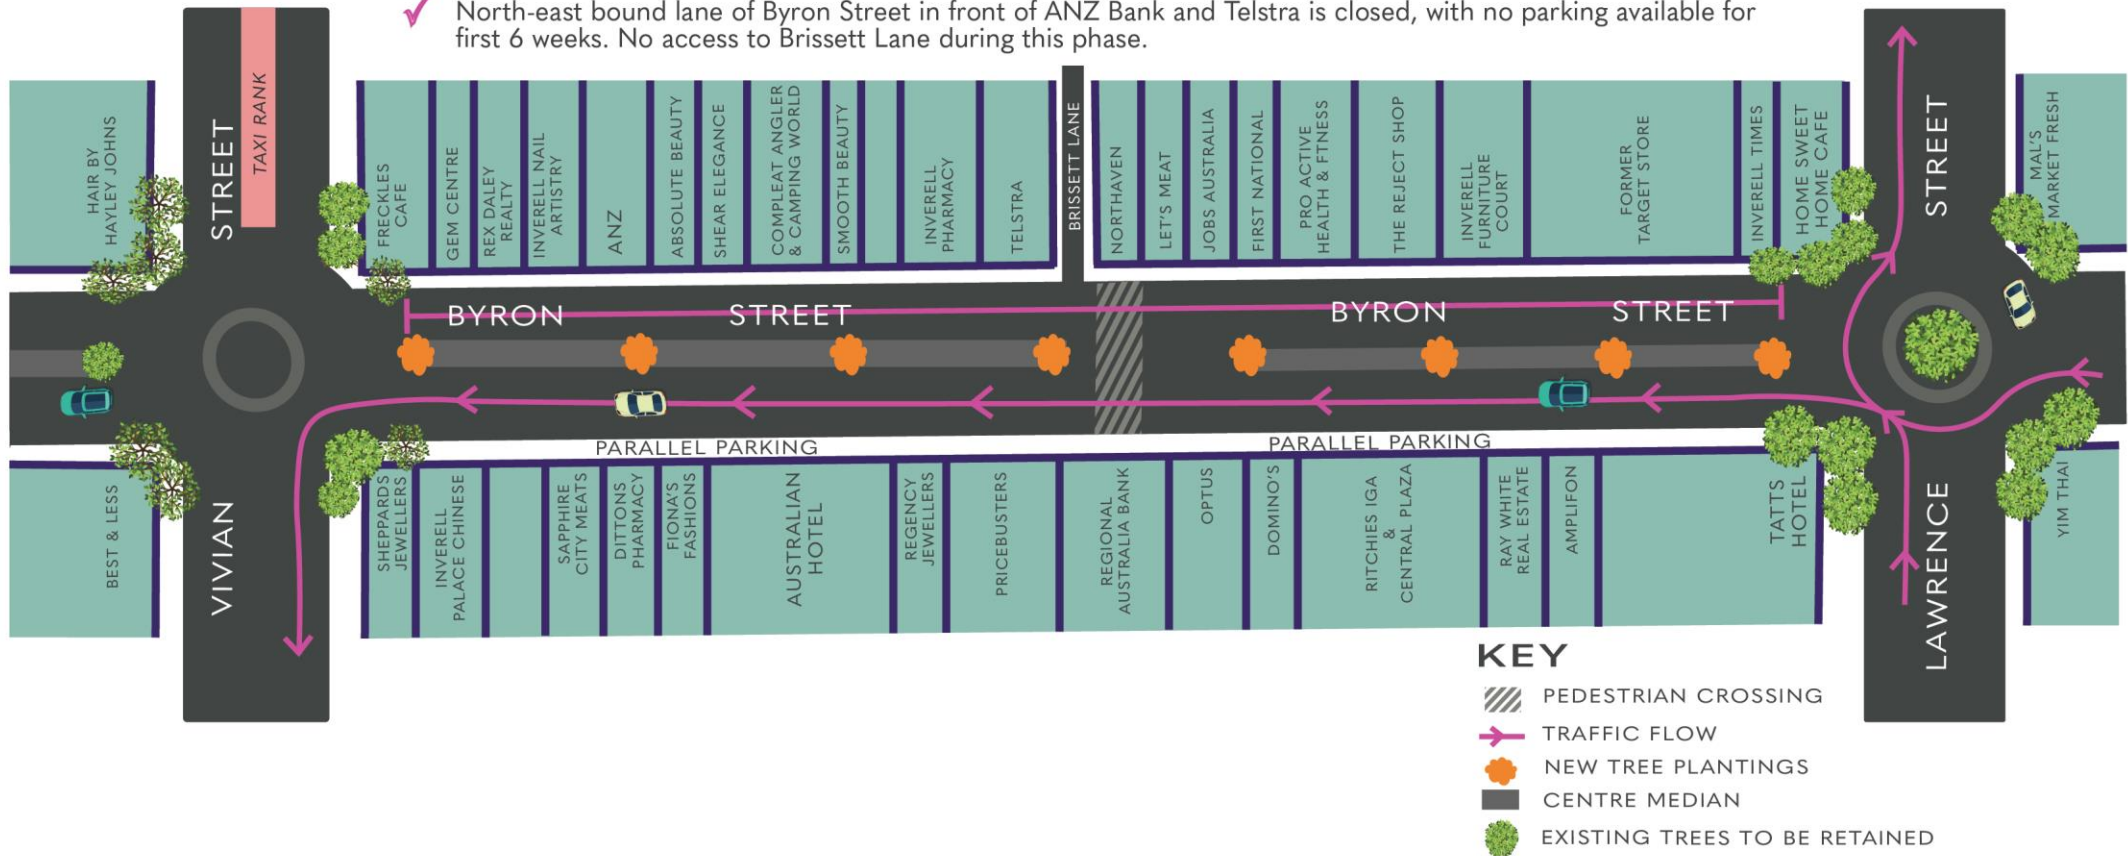 North-east bound lane of Byron Street in front of ANZ Bank and Telstra is closed, with no parking available for
first 6 weeks. No access to Brissett Lane during this phase.
HAIR BY
HAYLEY JOHNS
STREET
TAXI RANK
FRECKLES
CAFE
GEM CENTRE
REX DALEY
REALTY
INVERELL NAIL
ARTISTRY
ANZ
ABSOLUTE BEAUTY
SHEAR ELEGANCE
COMPLEAT ANGLER
& CAMPING WORLD
SMOOTH BEAUTY
INVERELL
PHARMACY
TELSTRA
BRISSETT LANE
NORTHAVEN
LET'S MEAT
JOBS AUSTRALIA
FIRST NATIONAL
PRO ACTIVE
HEALTH & FTNESS
THE REJECT SHOP
INVERELL
FURNITURE
COURT
FORMER
TARGET STORE
INVERELL TIMES
HOME SWEET
HOME CAFE
STREET
MAL'S
MARKET FRESH
BYRON STREET
BYRON STREET
PARALLEL PARKING
PARALLEL PARKING
BEST & LESS
VIVIAN
SHEPPARDS
JEWELLERS
INVERELL
PALACE CHINESE
SAPPHIRE
CITY MEATS
DITTONS
PHARMACY
FIONA'S
FASHIONS
AUSTRALIAN
HOTEL
REGENCY
JEWELLERS
PRICEBUSTERS
REGIONAL
AUSTRALIA BANK
OPTUS
DOMINO'S
RITCHIES IGA
&
CENTRAL PLAZA
RAY WHITE
REAL ESTATE
AMPLIFON
TATTS
HOTEL
LAWRENCE
YIM THAI
KEY
PEDESTRIAN CROSSING
TRAFFIC FLOW
NEW TREE PLANTINGS
CENTRE MEDIAN
EXISTING TREES TO BE RETAINED